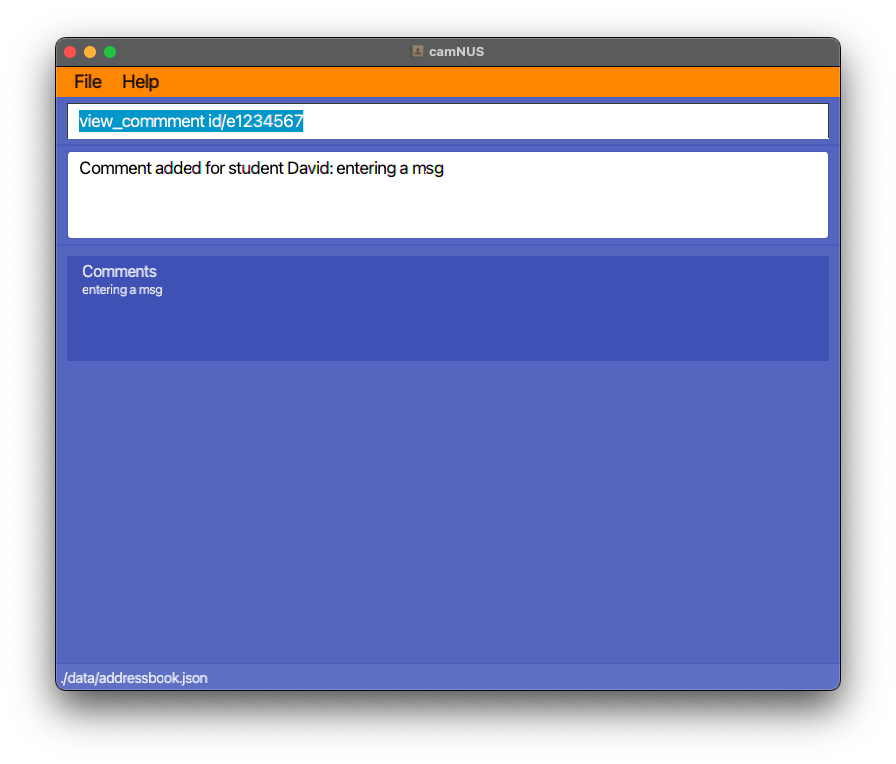 camNUS
File Help
view_commment id/e1234567
Comment added for student David: entering a msg
Comments
entering a msg
./data/addressbook.json